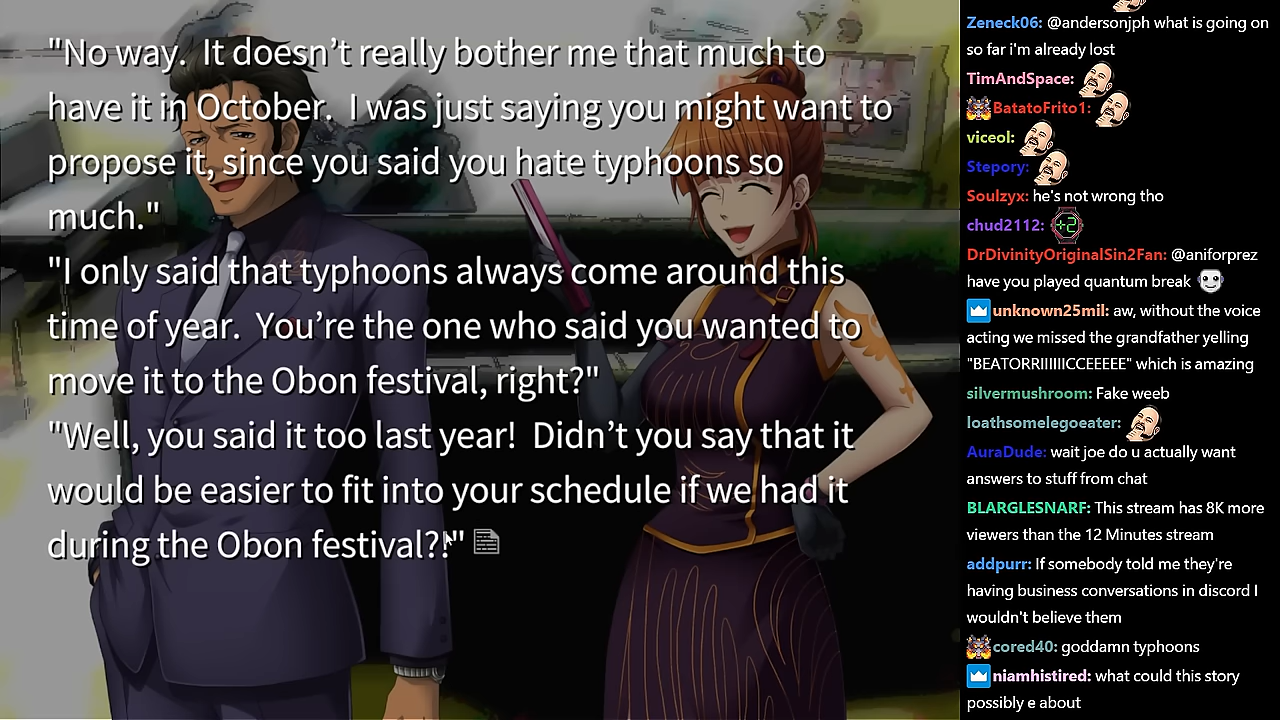 "No way.  It doesn't really bother me that much to
have it in October.  I was just saying you might want to
propose it, since you said you hate typhoons so
much."
"I only said that typhoons always come around this
time of year.  You're the one who said you wanted to
move it to the Obon festival, right?"
"Well, you said it too last year!  Didn't you say that it
would be easier to fit into your schedule if we had it
during the Obon festival?!"
Zeneck06: @andersonjph what is going on
so far i'm already lost
TimAndSpace:
BatatoFrito1:
viceol:
Stepory:
Soulzyx: he's not wrong tho
chud2112: +2
DrDivinityOriginalSin2Fan: @aniforprez
have you played quantum break
unknown25mil: aw, without the voice
acting we missed the grandfather yelling
"BEATORRIIIIIICCEEEEE" which is amazing
silvermushroom: Fake weeb
loathsomelegoeater:
AuraDude: wait joe do u actually want
answers to stuff from chat
BLARGLESNARF: This stream has 8K more
viewers than the 12 Minutes stream
addpurr: If somebody told me they're
having business conversations in discord I
wouldn't believe them
cored40: goddamn typhoons
niamhistired: what could this story
possibly e about